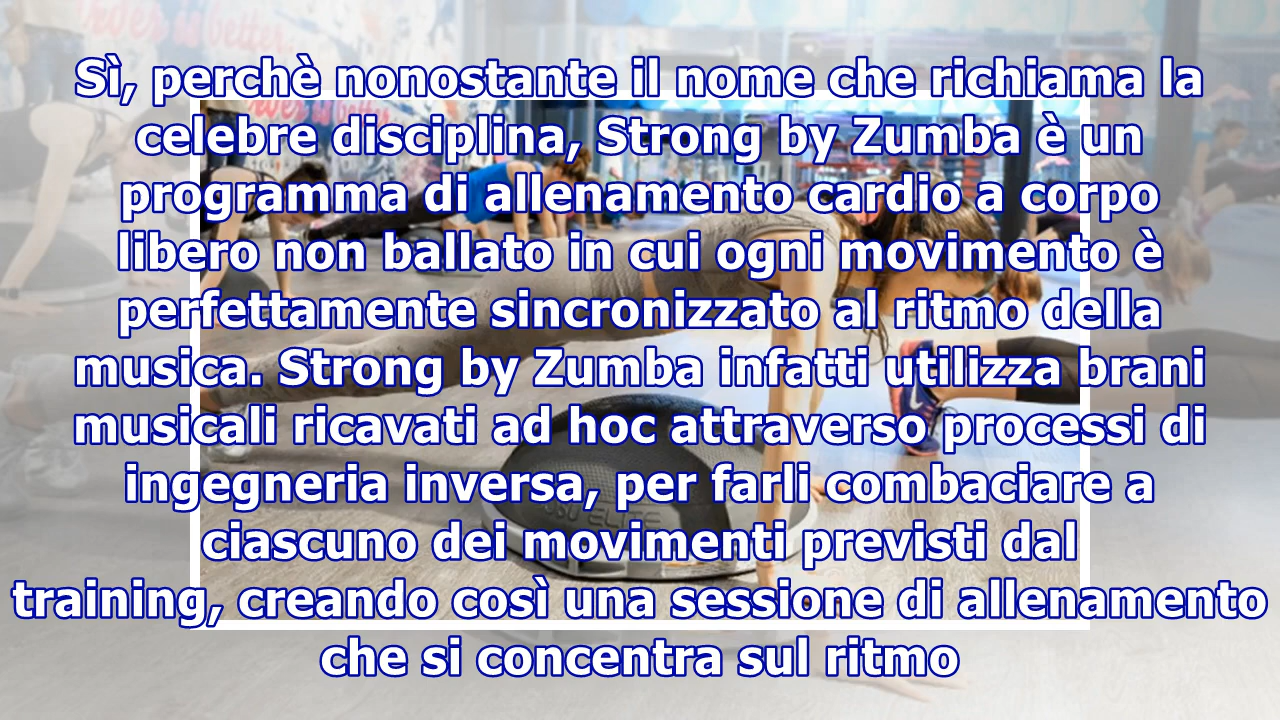 Sì, perchè nonostante il nome che richiama la
celebre disciplina, Strong by Zumba è un
programma di allenamento cardio a corpo
libero non ballato in cui ogni movimento è
perfettamente sincronizzato al ritmo della
musica. Strong by Zumba infatti utilizza brani
musicali ricavati ad hoc attraverso processi di
ingegneria inversa, per farli combaciare a
ciascuno dei movimenti previsti dal
training, creando così una sessione di allenamento
che si concentra sul ritmo